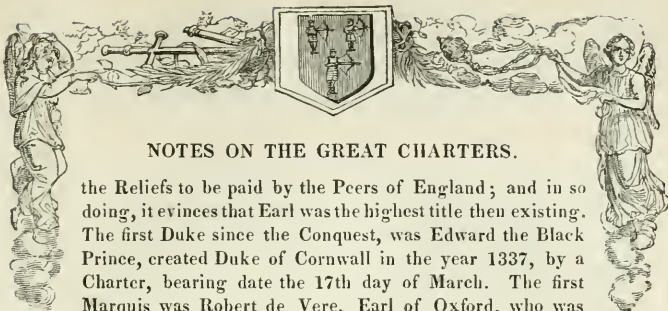 NOTES ON THE GREAT CHARTERS.
the Reliefs to be paid by the Peers of England; and in so
doing, it evinces that Earl was the highest title then existing.
The first Duke since the Conquest, was Edward the Black
Prince, created Duke of Cornwall in the year 1337, by a
Charter, bearing date the 17th day of March. The first
Marquis was Robert de Vere, Earl of Oxford, who was